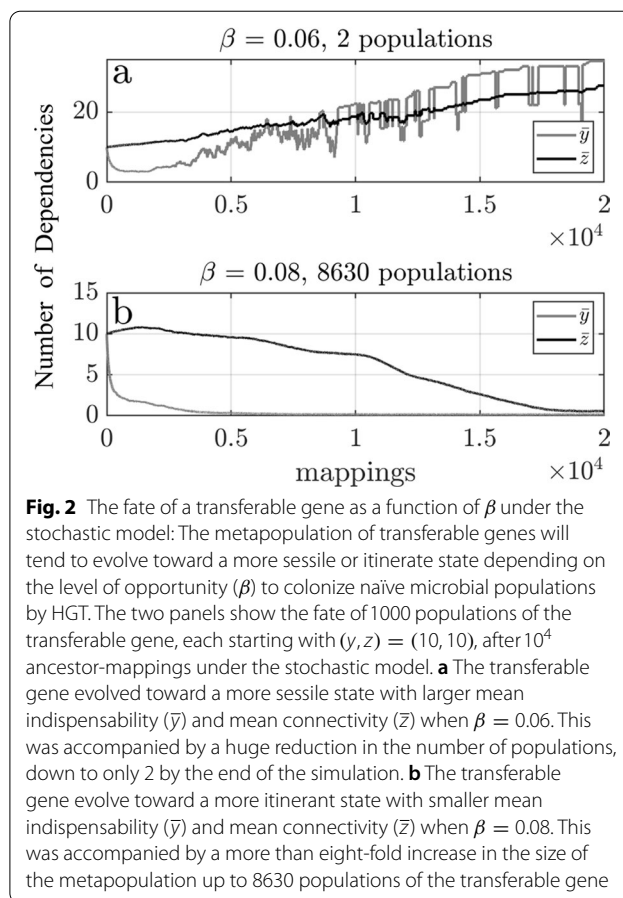 β = 0.06, 2 populations
a
20
0
ȳ
z̄
0 0.5 1 1.5 2
×10⁴
Number of Dependencies
β = 0.08, 8630 populations
b
15
10
5
0
ȳ
z̄
0 0.5 1 1.5 2
mappings ×10⁴
Fig. 2 The fate of a transferable gene as a function of β under the
stochastic model: The metapopulation of transferable genes will
tend to evolve toward a more sessile or itinerate state depending on
the level of opportunity (β) to colonize naïve microbial populations
by HGT. The two panels show the fate of 1000 populations of the
transferable gene, each starting with (y, z) = (10, 10), after 10⁴
ancestor-mappings under the stochastic model. a The transferable
gene evolved toward a more sessile state with larger mean
indispensability (ȳ) and mean connectivity (z̄) when β = 0.06. This
was accompanied by a huge reduction in the number of populations,
down to only 2 by the end of the simulation. b The transferable
gene evolve toward a more itinerant state with smaller mean
indispensability (ȳ) and mean connectivity (z̄) when β = 0.08. This
was accompanied by a more than eight-fold increase in the size of
the metapopulation up to 8630 populations of the transferable gene